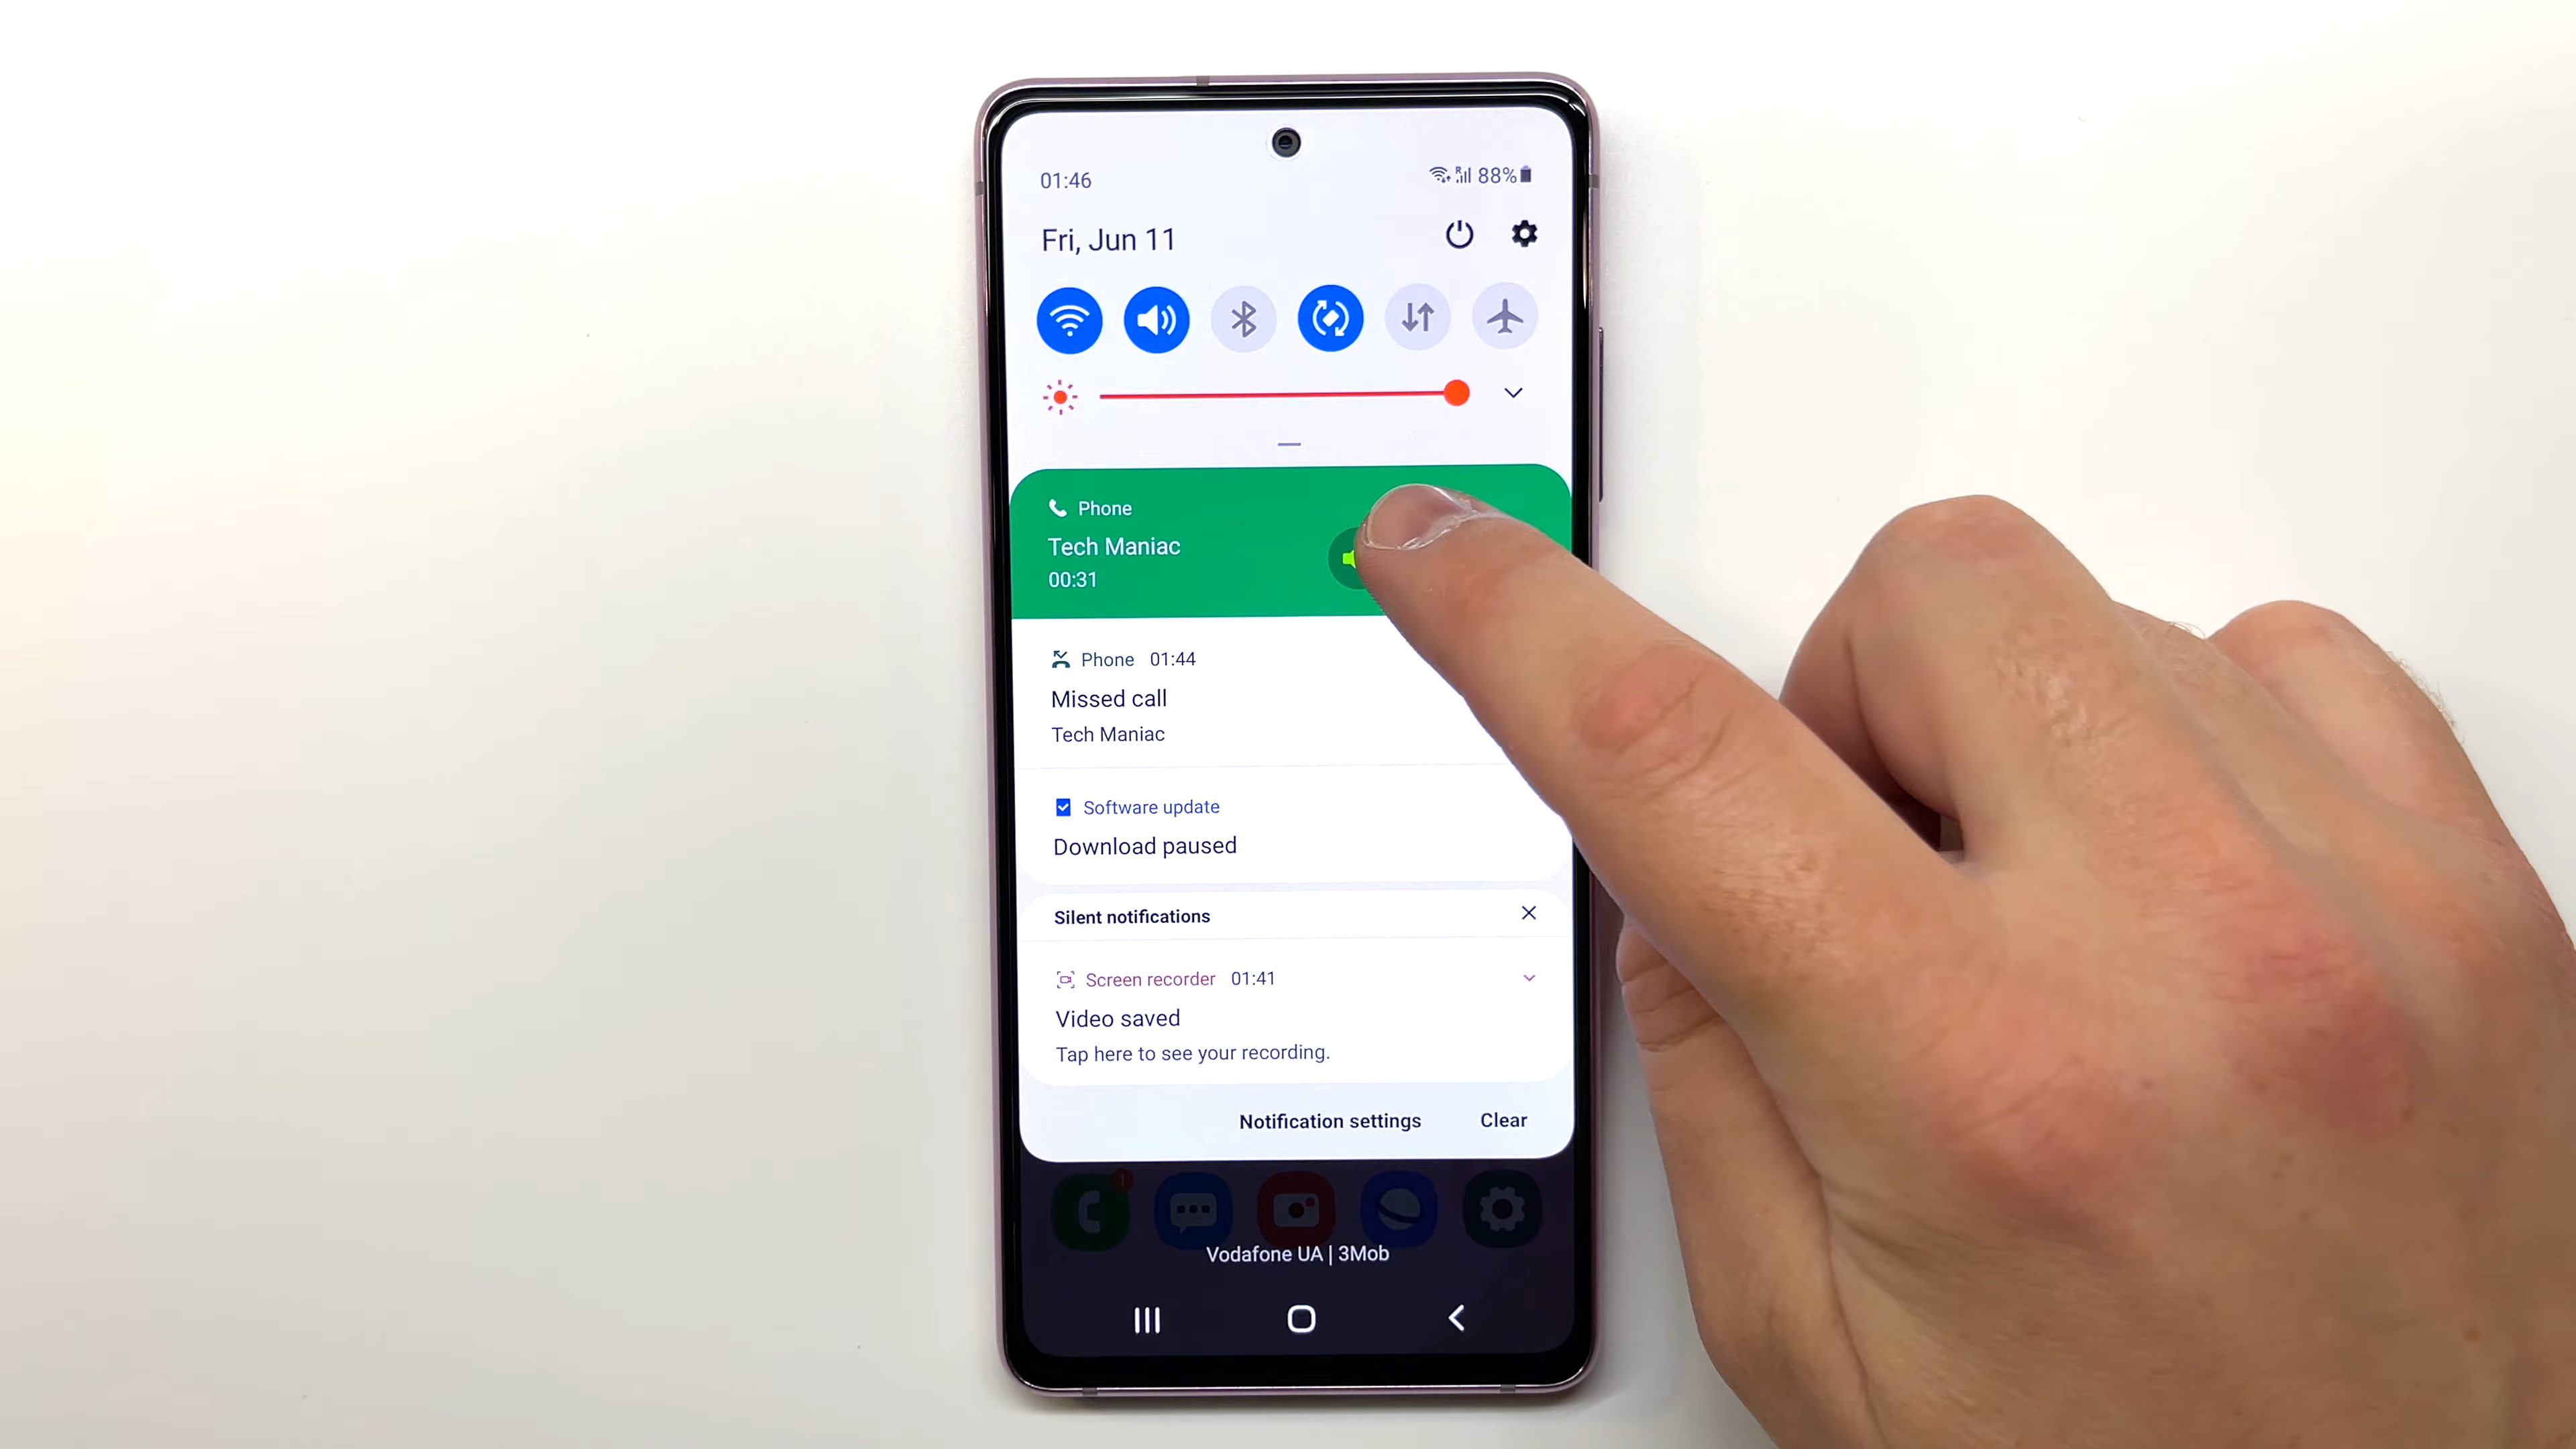 01:46
88%
Fri, Jun 11
Phone
Tech Maniac
00:31
Phone 01:44
Missed call
Tech Maniac
Software update
Download paused
Silent notifications
Screen recorder 01:41
Video saved
Tap here to see your recording.
Notification settings Clear
Vodafone UA | 3Mob